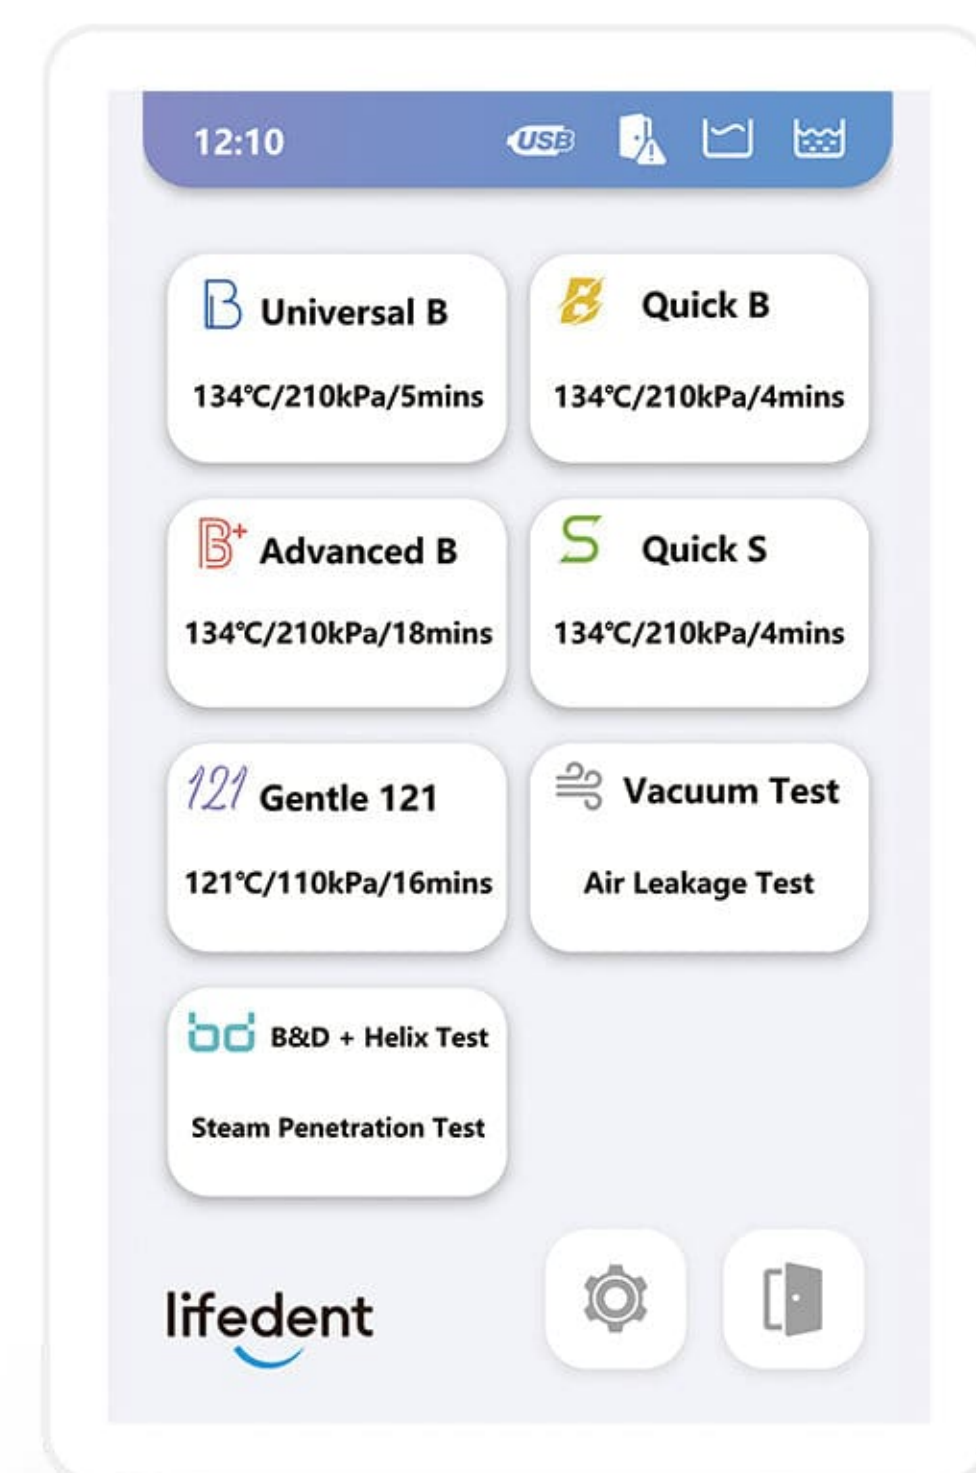 12:10
USB
B Universal B
134℃/210kPa/5mins
B Quick B
134℃/210kPa/4mins
B+ Advanced B
134℃/210kPa/18mins
S Quick S
134℃/210kPa/4mins
121 Gentle 121
121℃/110kPa/16mins
Vacuum Test
Air Leakage Test
bd B&D + Helix Test
Steam Penetration Test
lifedent